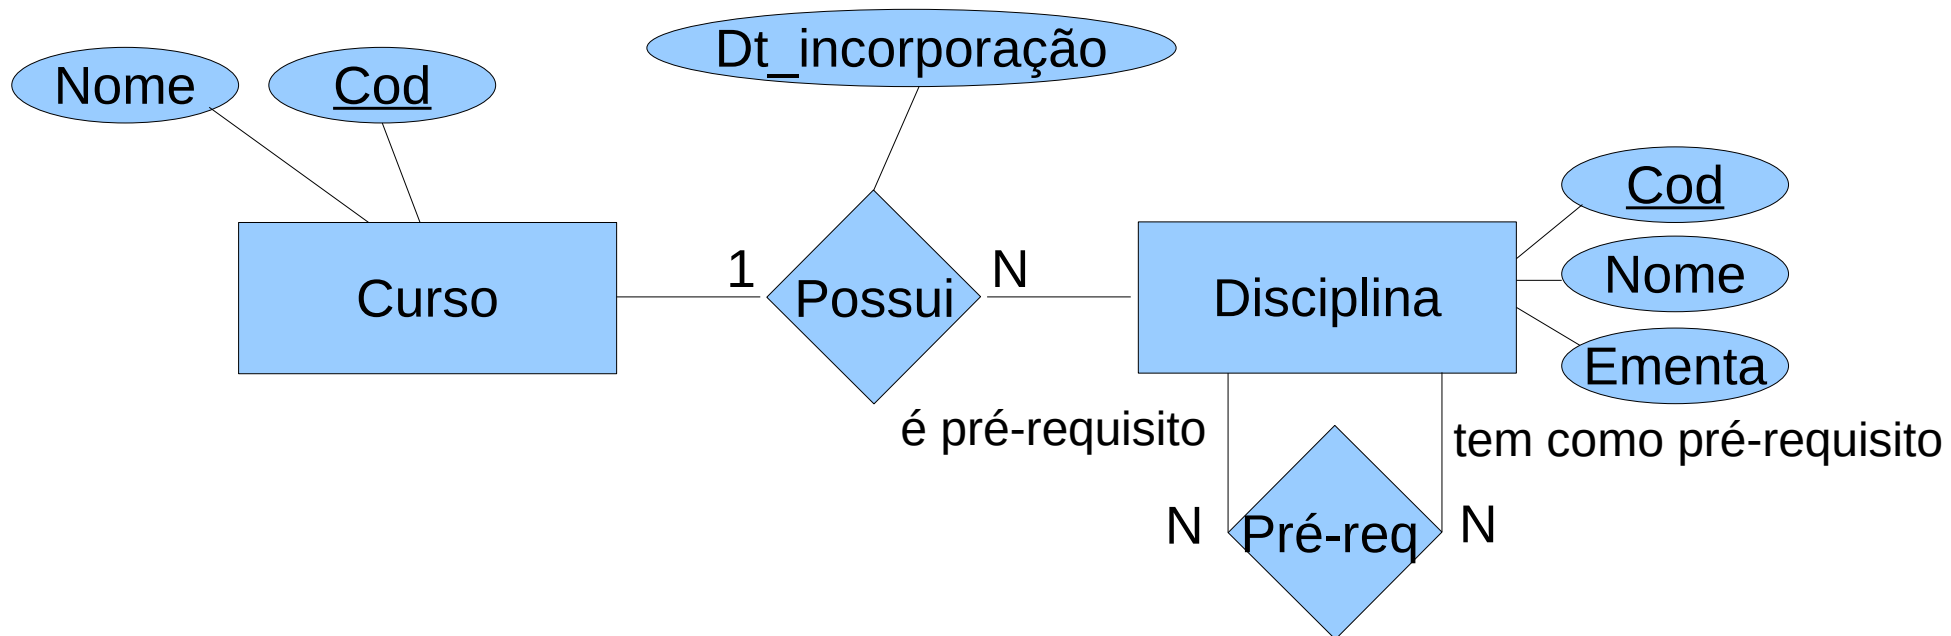 Dt_incorporação
Nome
Cod
Cod
Nome
Ementa
Curso
1
Possui
N
Disciplina
é pré-requisito
tem como pré-requisito
N
Pré-req
N